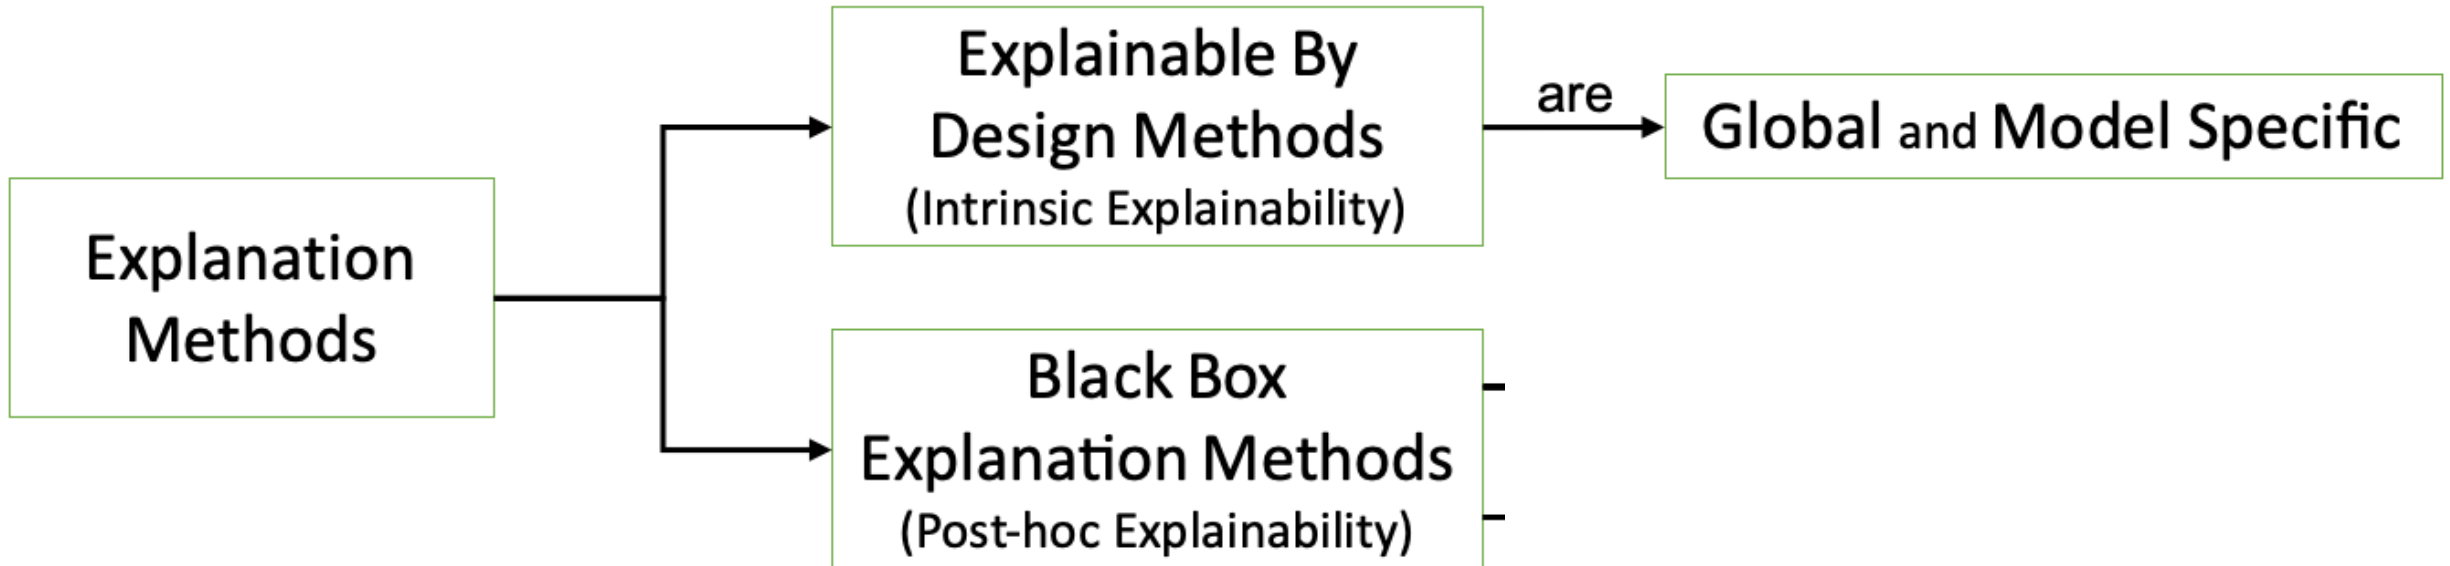 Explanation
Methods
Explainable By
Design Methods
(Intrinsic Explainability)
are
Global and Model Specific
Black Box
Explanation Methods
(Post-hoc Explainability)